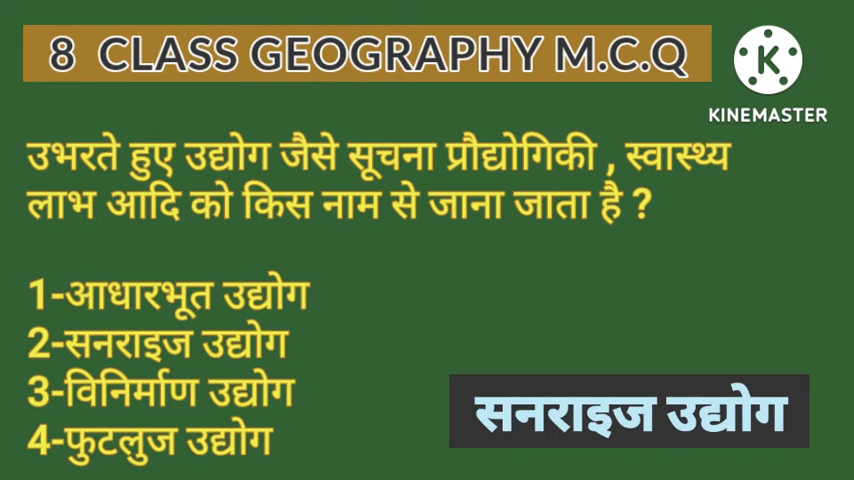 8 CLASS GEOGRAPHY M.C.Q
K
KINEMASTER
उभरते हुए उद्योग जैसे सूचना प्रौद्योगिकी , स्वास्थ्य
लाभ आदि को किस नाम से जाना जाता है ?
1-आधारभूत उद्योग
2-सनराइज उद्योग
3-विनिर्माण उद्योग
4-फुटलुज उद्योग
सनराइज उद्योग